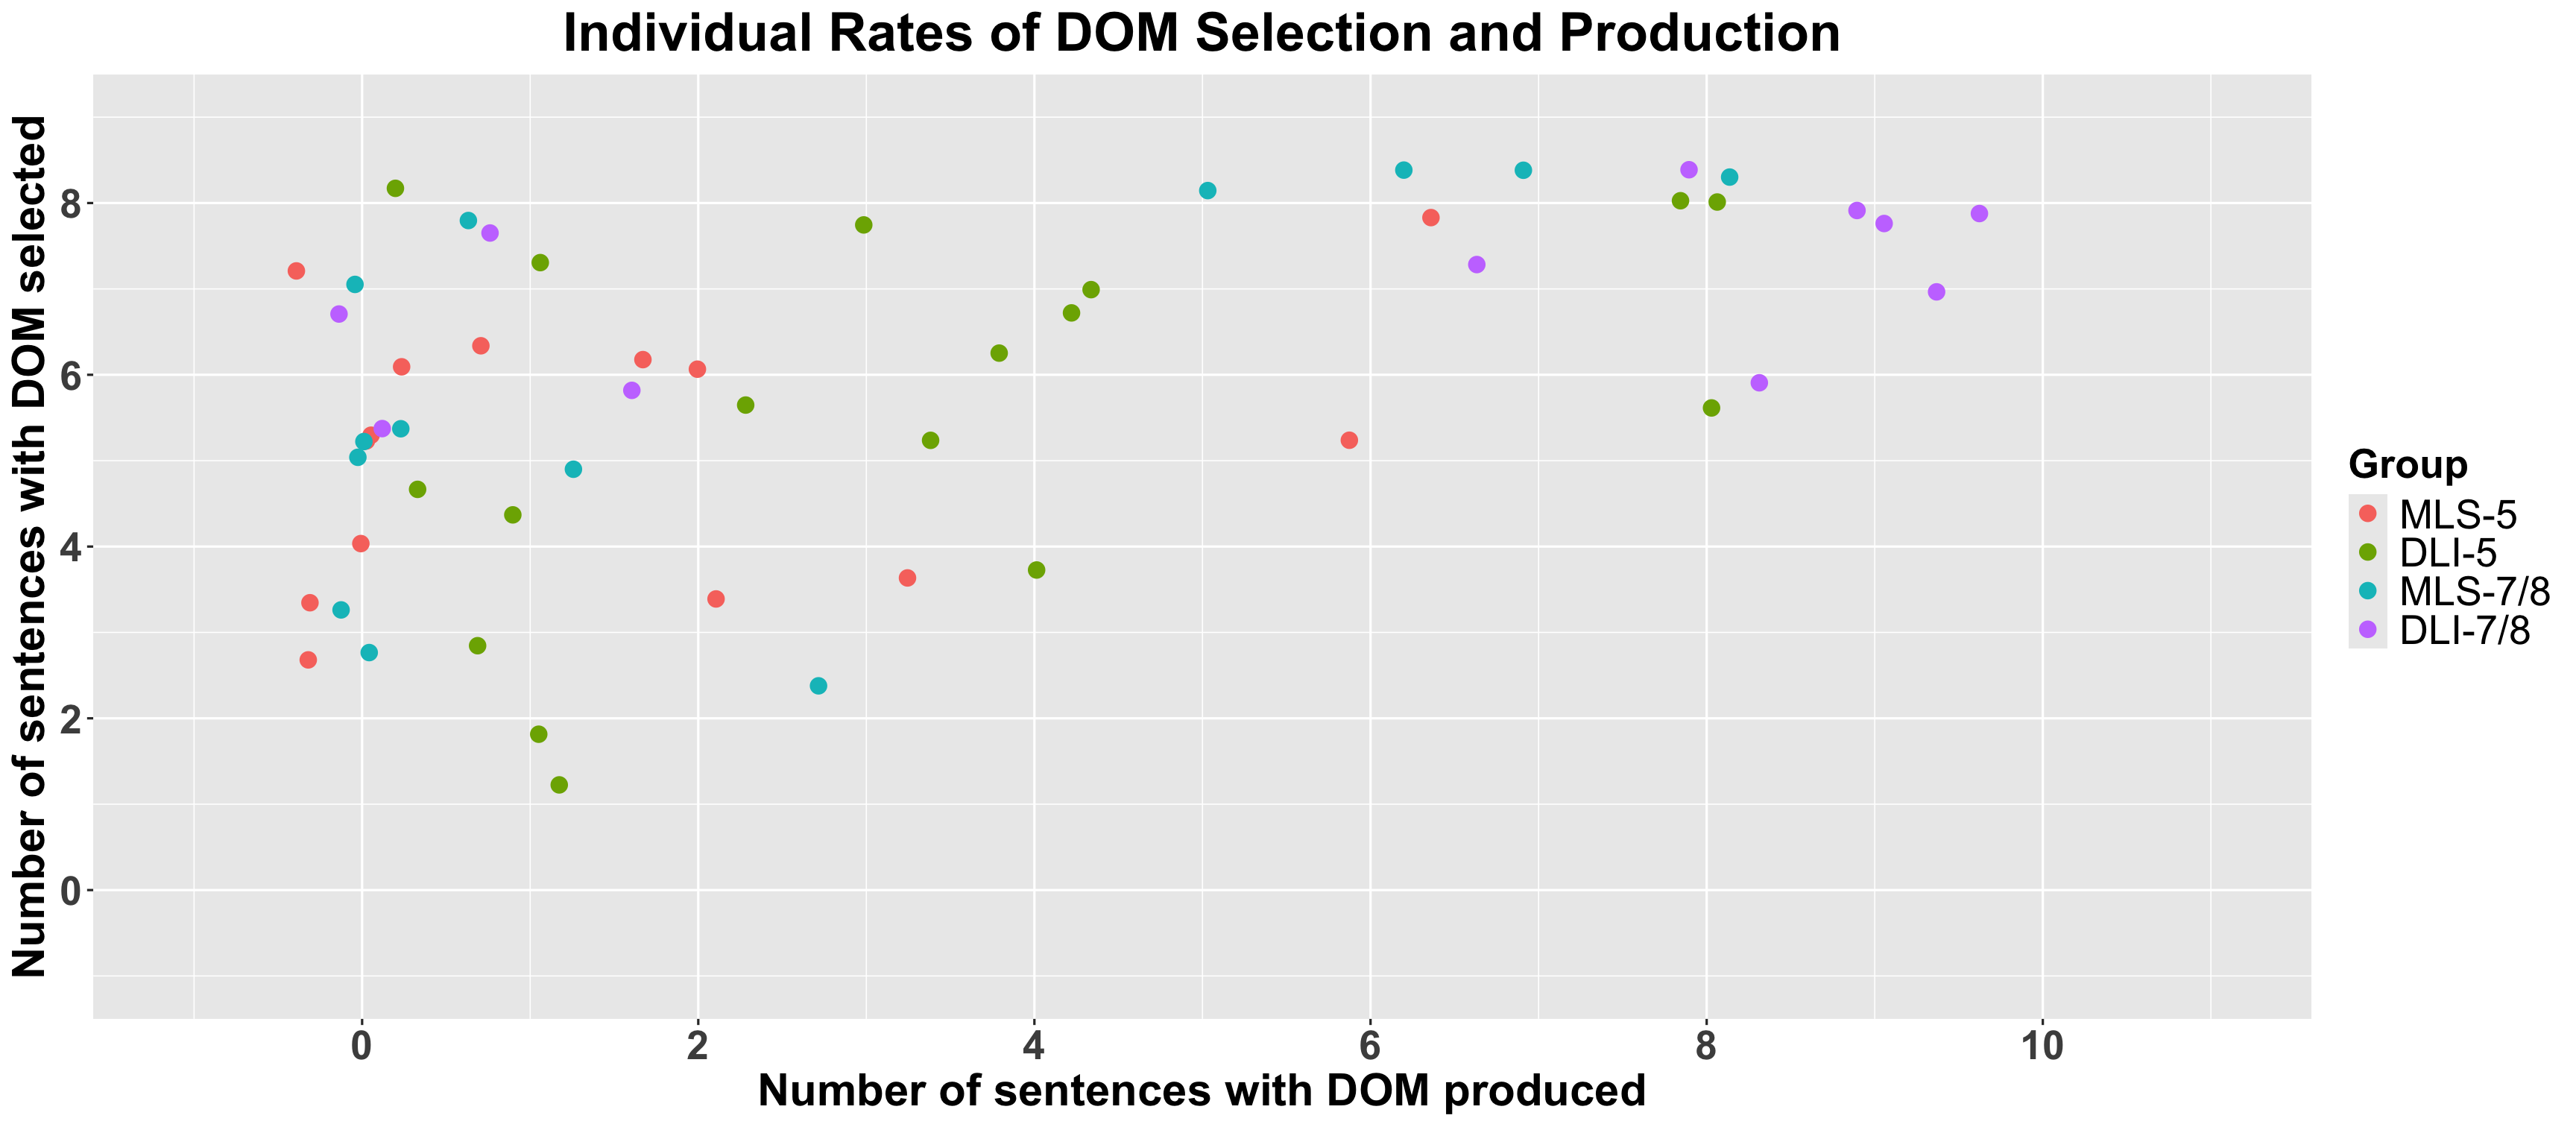 Individual Rates of DOM Selection and Production
Number of sentences with DOM selected
8
6
4
2
0
0 2 4 6 8 10
Number of sentences with DOM produced
Group
MLS-5
DLI-5
MLS-7/8
DLI-7/8